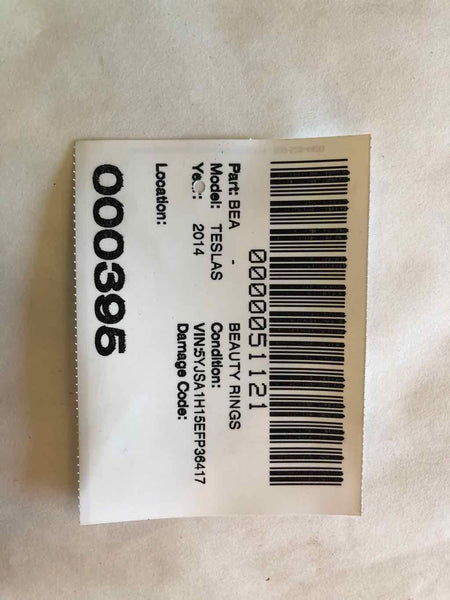 0000051121
Part: BEA - BEAUTY RINGS
Model: TESLAS Condition:
Year: 2014 VIN:5YJSA1H15EFP36417
Damage Code:
Location:
000395